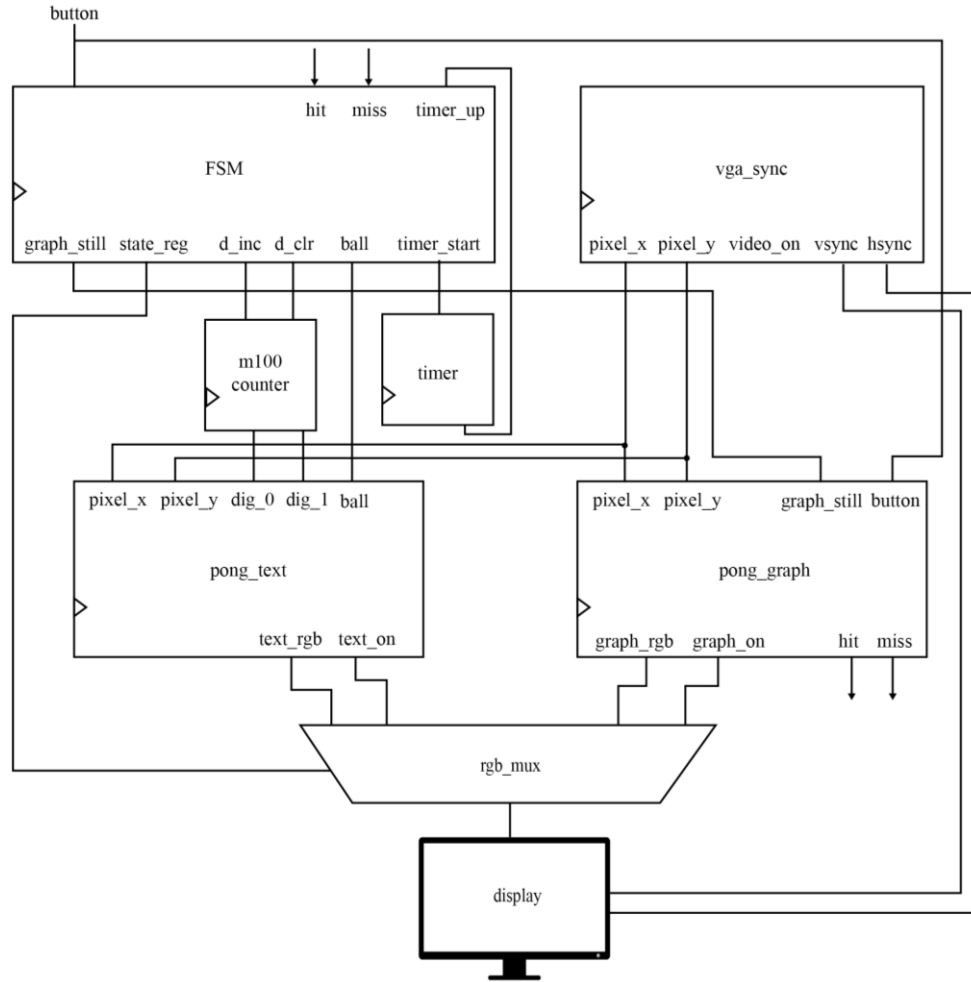 button
hit miss timer_up
FSM
vga_sync
graph_still state_reg d_inc d_clr ball timer_start
pixel_x pixel_y video_on vsync hsync
m100
counter
timer
pixel_x pixel_y dig_0 dig_1 ball
pixel_x pixel_y graph_still button
pong_text
pong_graph
text_rgb text_on
graph_rgb graph_on hit miss
rgb_mux
display